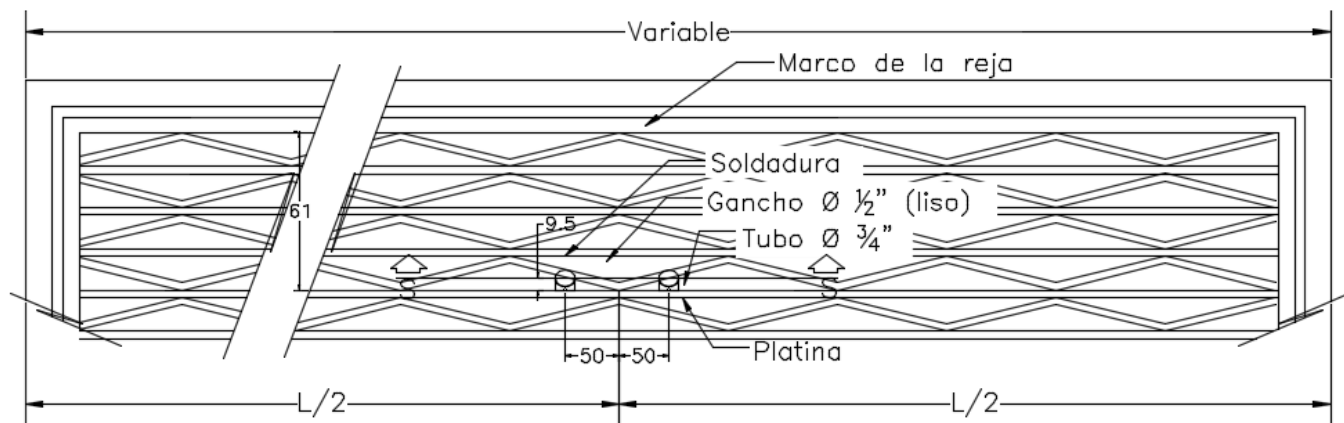 Variable
Marco de la reja
Soldadura
Gancho Ø ½" (liso)
61
9.5
Tubo Ø ¾"
S
S
50
50
Platina
L/2
L/2